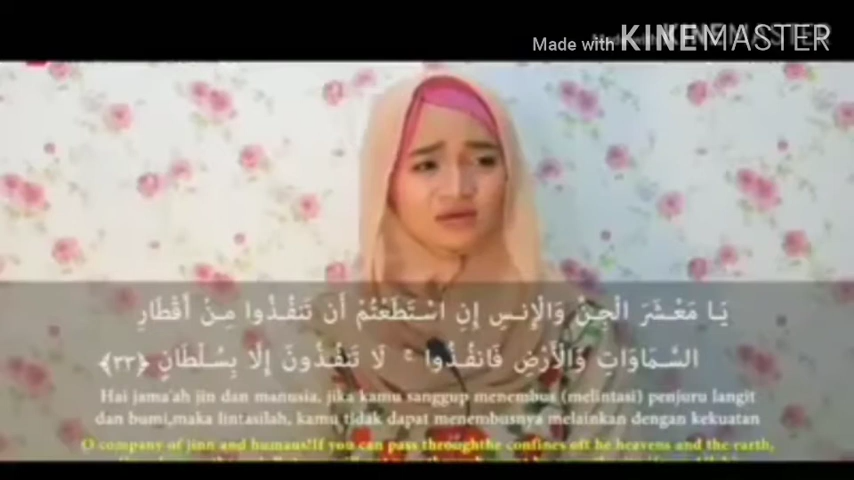 Made with KINEMASTER
يَا مَعْشَرَ الْجِنِّ وَالْإِنسِ إِنِ اسْتَطَعْتُمْ أَن تَنفُذُوا مِنْ أَقْطَارِ
السَّمَاوَاتِ وَالْأَرْضِ فَانفُذُوا ۚ لَا تَنفُذُونَ إِلَّا بِسُلْطَانٍ ﴿٣٣﴾
Hai jama'ah jin dan manusia, jika kamu sanggup menembus (melintasi) penjuru langit
dan bumi,maka lintasilah, kamu tidak dapat menembusnya melainkan dengan kekuatan
O company of jinn and humans!If you can pass throughthe confines oft he heavens and the earth,